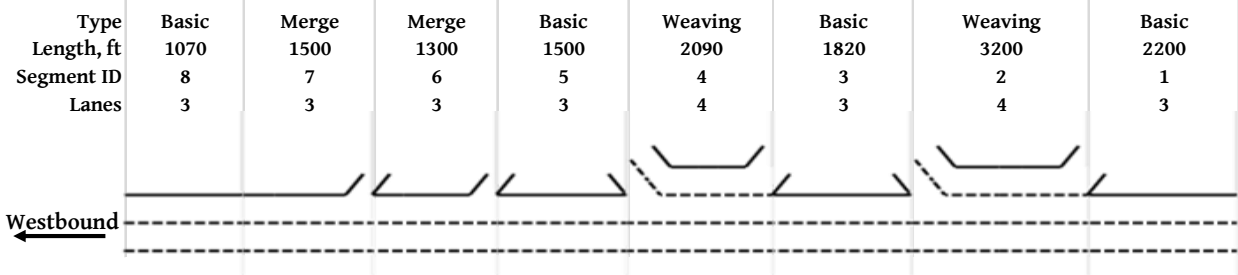 Type Basic Merge Merge Basic Weaving Basic Weaving Basic
Length, ft 1070 1500 1300 1500 2090 1820 3200 2200
Segment ID 8 7 6 5 4 3 2 1
Lanes 3 3 3 3 4 3 4 3
Westbound